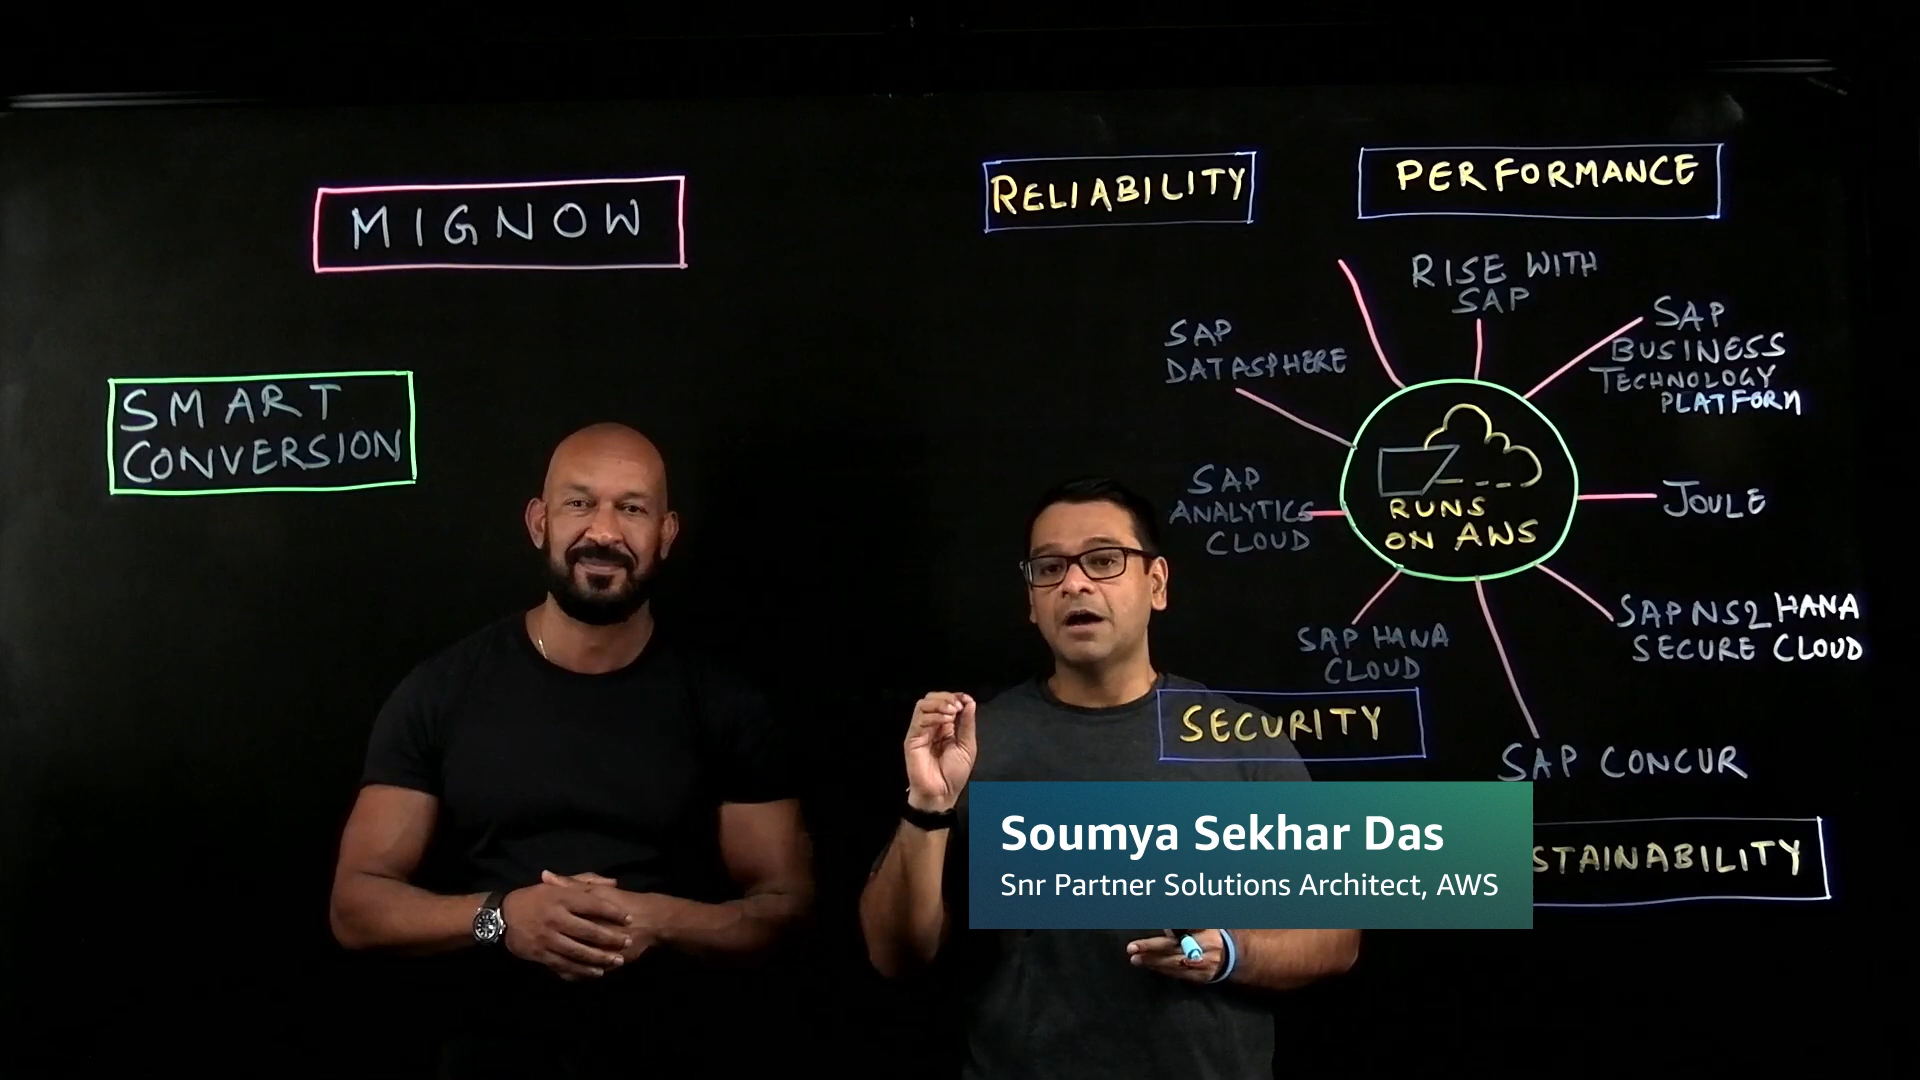 MIGNOW
SMART
CONVERSION
RELIABILITY
PERFORMANCE
RISE WITH
SAP
SAP
BUSINESS
TECHNOLOGY
PLATFORM
SAP
DATASPHERE
SAP
ANALYTICS
CLOUD
RUNS
ON AWS
JOULE
SAP NS2 HANA
SECURE CLOUD
SAP HANA
CLOUD
SECURITY
SAP CONCUR
STAINABILITY
Soumya Sekhar Das
Snr Partner Solutions Architect, AWS